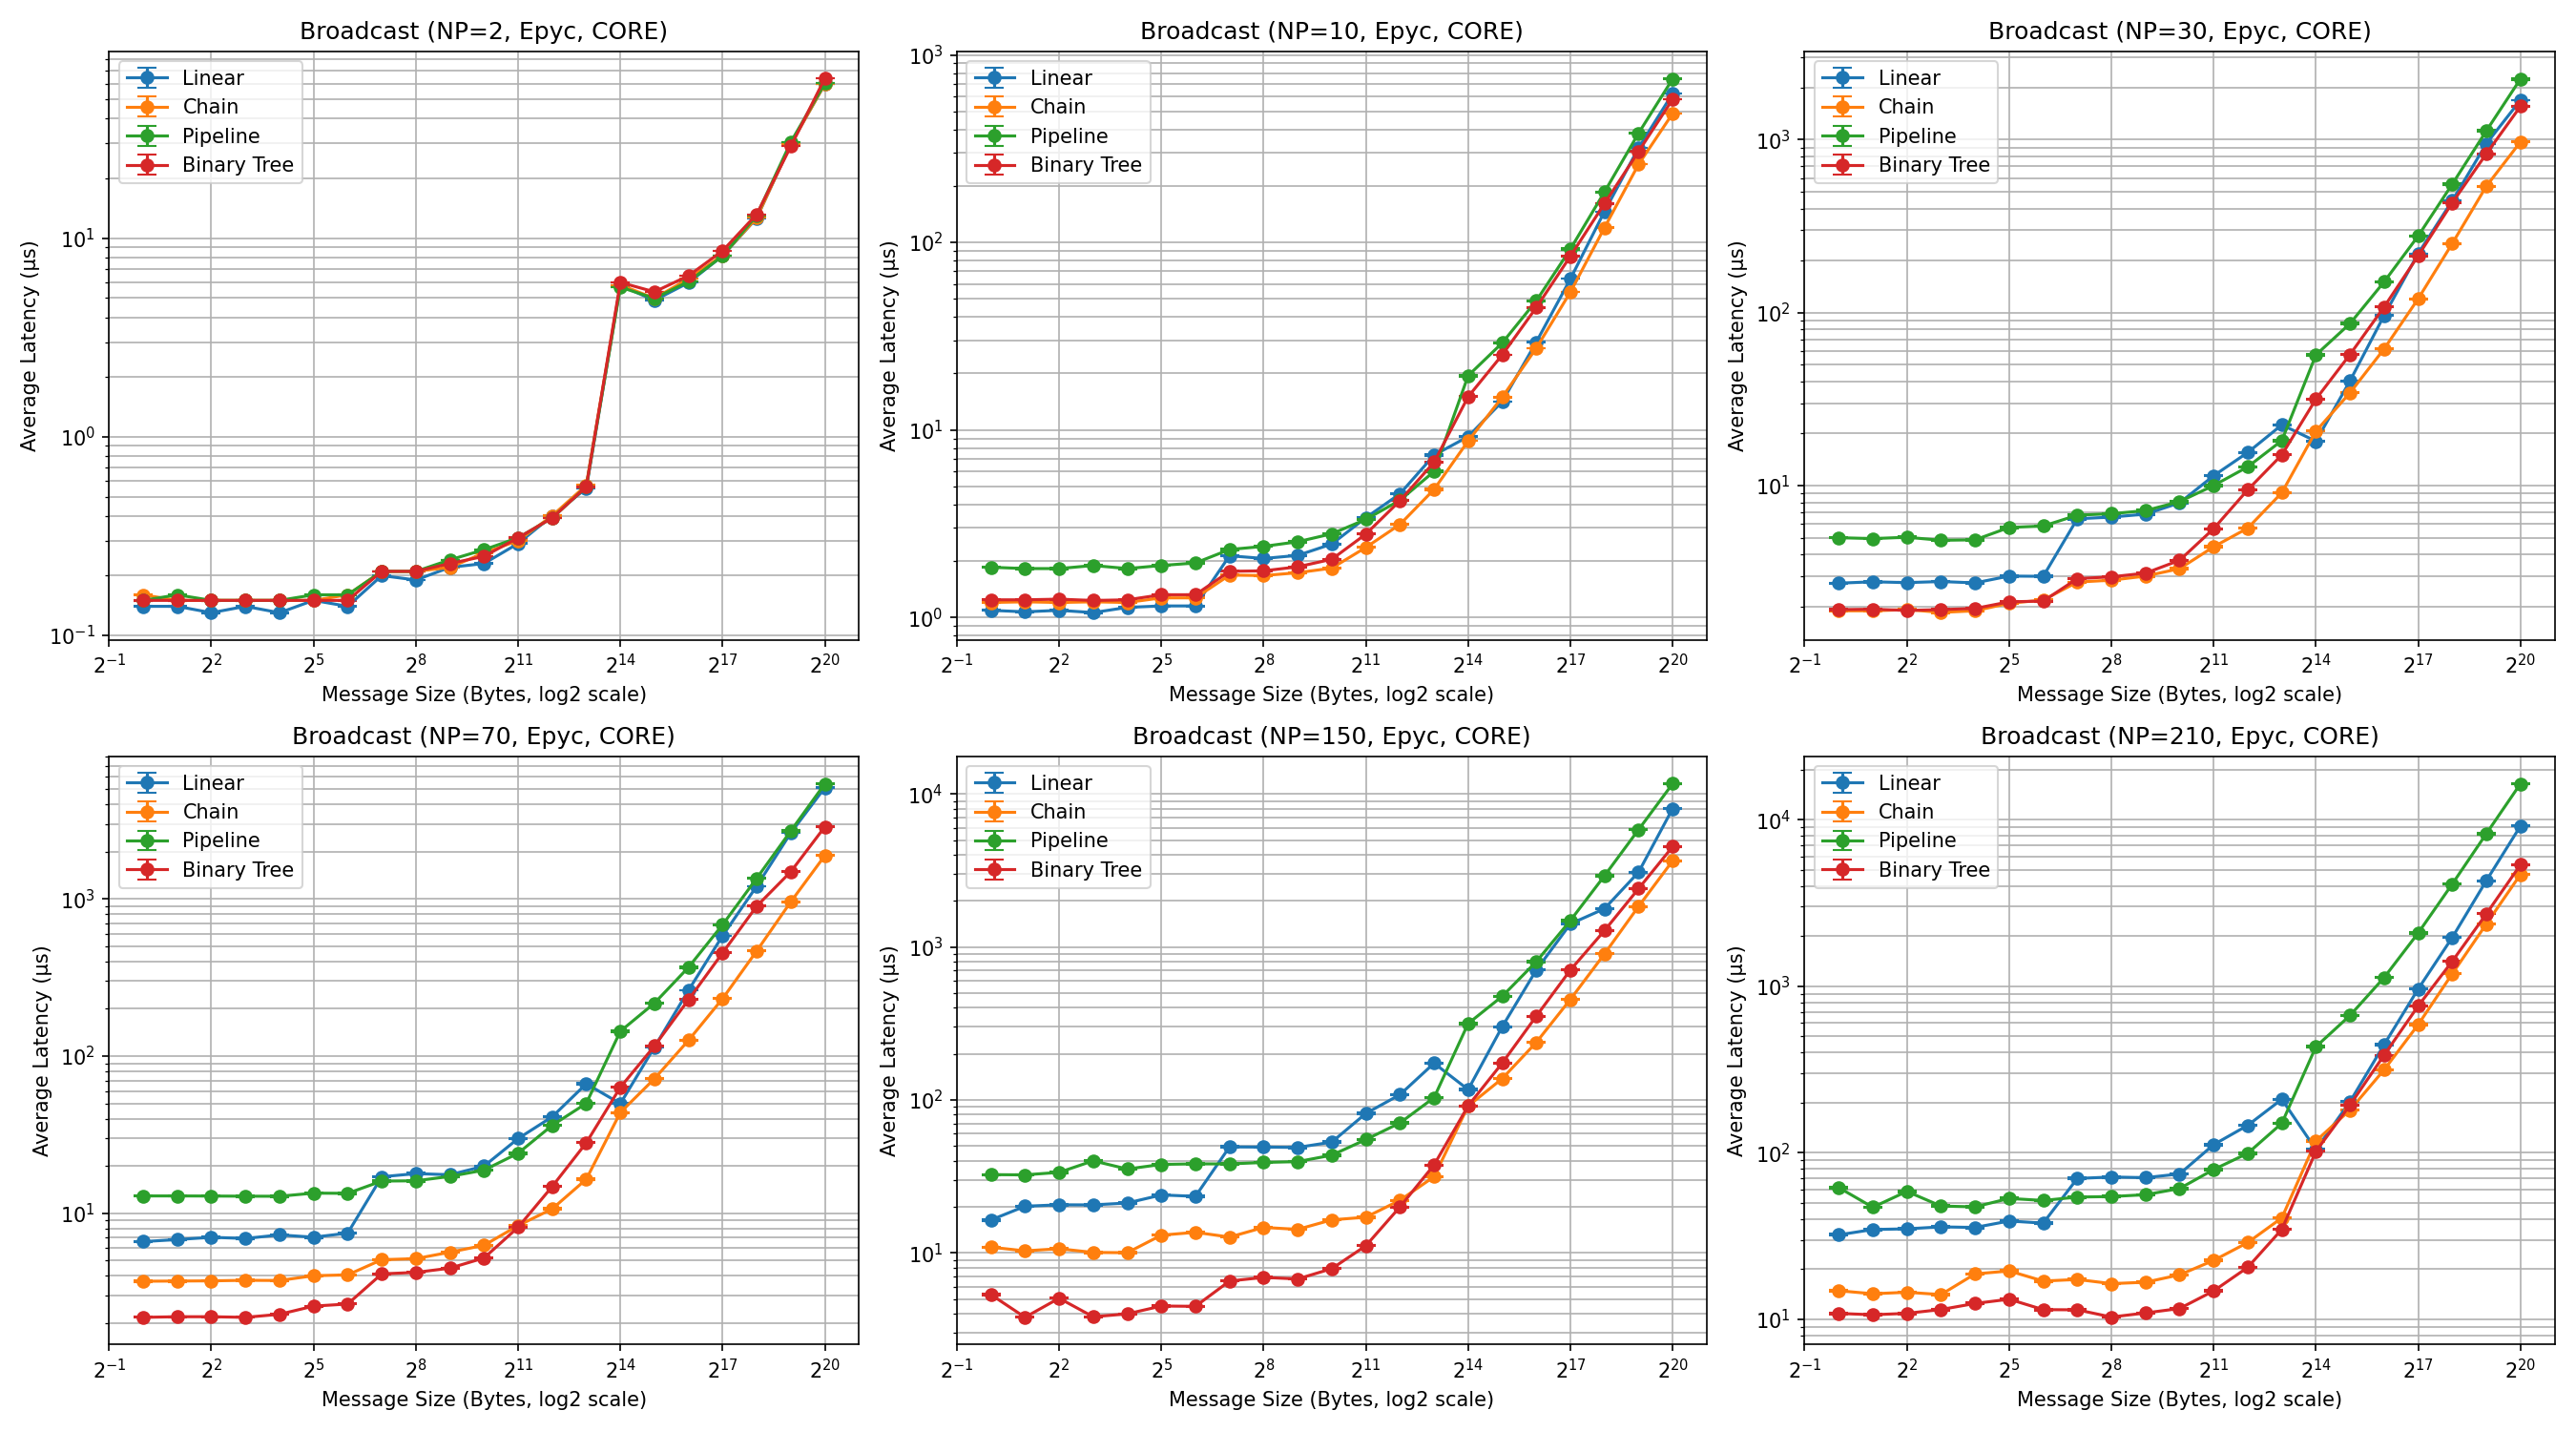 Broadcast (NP=2, Epyc, CORE)
Average Latency (µs)
10¹
10⁰
10⁻¹
Linear
Chain
Pipeline
Binary Tree
2⁻¹ 2² 2⁵ 2⁸ 2¹¹ 2¹⁴ 2¹⁷ 2²⁰
Message Size (Bytes, log2 scale)
Broadcast (NP=10, Epyc, CORE)
Average Latency (µs)
10³
10²
10¹
10⁰
Linear
Chain
Pipeline
Binary Tree
2⁻¹ 2² 2⁵ 2⁸ 2¹¹ 2¹⁴ 2¹⁷ 2²⁰
Message Size (Bytes, log2 scale)
Broadcast (NP=30, Epyc, CORE)
Average Latency (µs)
10³
10²
10¹
Linear
Chain
Pipeline
Binary Tree
2⁻¹ 2² 2⁵ 2⁸ 2¹¹ 2¹⁴ 2¹⁷ 2²⁰
Message Size (Bytes, log2 scale)
Broadcast (NP=70, Epyc, CORE)
Average Latency (µs)
10³
10²
10¹
Linear
Chain
Pipeline
Binary Tree
2⁻¹ 2² 2⁵ 2⁸ 2¹¹ 2¹⁴ 2¹⁷ 2²⁰
Message Size (Bytes, log2 scale)
Broadcast (NP=150, Epyc, CORE)
Average Latency (µs)
10⁴
10³
10²
10¹
Linear
Chain
Pipeline
Binary Tree
2⁻¹ 2² 2⁵ 2⁸ 2¹¹ 2¹⁴ 2¹⁷ 2²⁰
Message Size (Bytes, log2 scale)
Broadcast (NP=210, Epyc, CORE)
Average Latency (µs)
10⁴
10³
10²
10¹
Linear
Chain
Pipeline
Binary Tree
2⁻¹ 2² 2⁵ 2⁸ 2¹¹ 2¹⁴ 2¹⁷ 2²⁰
Message Size (Bytes, log2 scale)